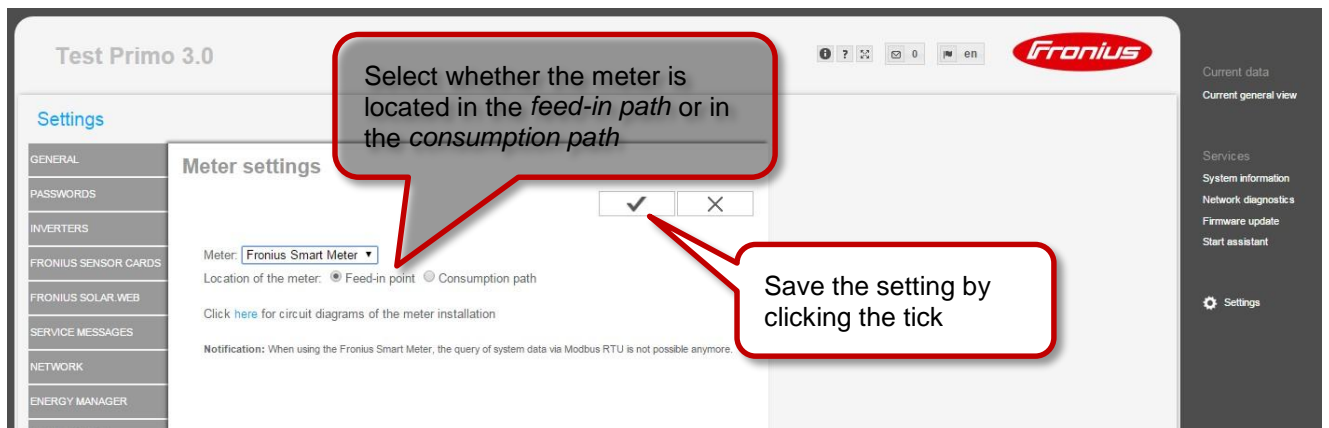 Test Primo 3.0
0
en
Fronius
Select whether the meter is
located in the feed-in path or in
the consumption path
Current data
Current general view
Settings
GENERAL
PASSWORDS
INVERTERS
FRONIUS SENSOR CARDS
FRONIUS SOLAR.WEB
SERVICE MESSAGES
NETWORK
ENERGY MANAGER
Meter settings
Meter: Fronius Smart Meter
Location of the meter: Feed-in point Consumption path
Click here for circuit diagrams of the meter installation
Notification: When using the Fronius Smart Meter, the query of system data via Modbus RTU is not possible anymore.
Save the setting by
clicking the tick
Services
System information
Network diagnostics
Firmware update
Start assistant
Settings